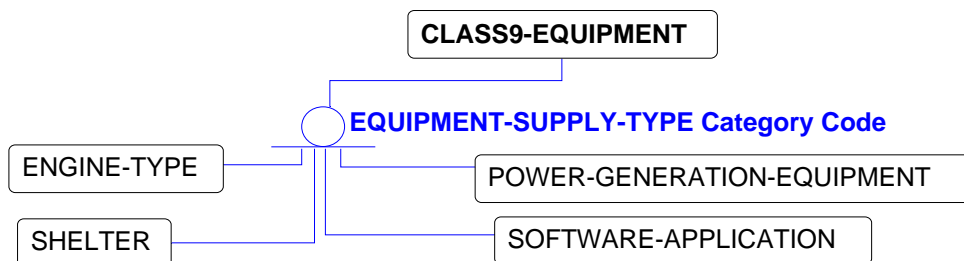 CLASS9-EQUIPMENT
EQUIPMENT-SUPPLY-TYPE Category Code
ENGINE-TYPE
POWER-GENERATION-EQUIPMENT
SHELTER
SOFTWARE-APPLICATION